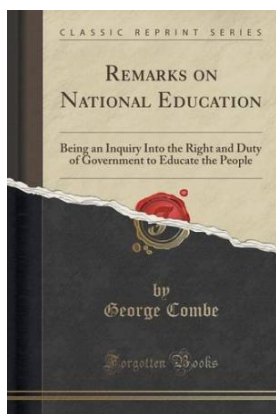 CLASSIC REPRINT SERIES
REMARKS ON
NATIONAL EDUCATION
Being an Inquiry Into the Right and Duty
of Government to Educate the People
by
George Combe
Forgotten Books